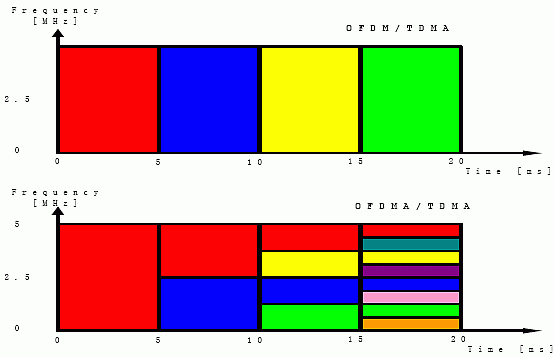 Frequency
[MHz]
OFDM/TDMA
2.5
0
0 5 10 15 20
Time [ms]
Frequency
[MHz]
OFDMA/TDMA
5
2.5
0
0 5 10 15 20
Time [ms]